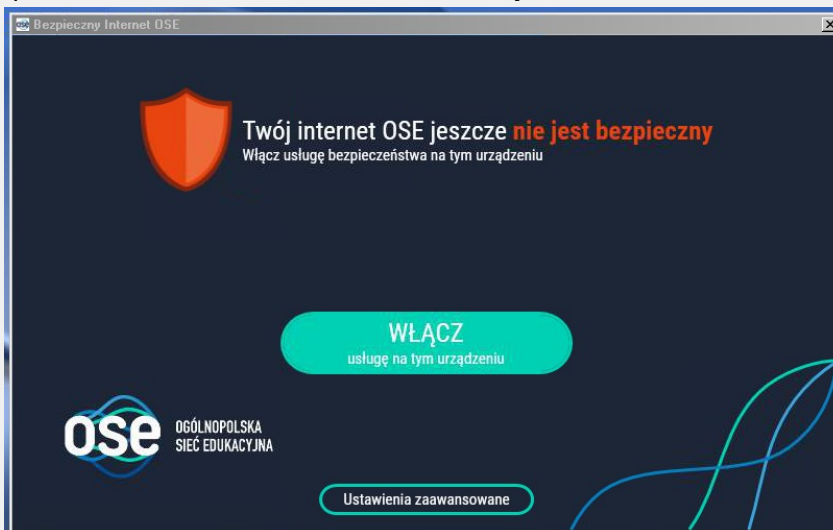 Bezpieczny Internet OSE
Twój internet OSE jeszcze nie jest bezpieczny
Włącz usługę bezpieczeństwa na tym urządzeniu
WŁĄCZ
usługę na tym urządzeniu
ose
OGÓLNOPOLSKA
SIEĆ EDUKACYJNA
Ustawienia zaawansowane